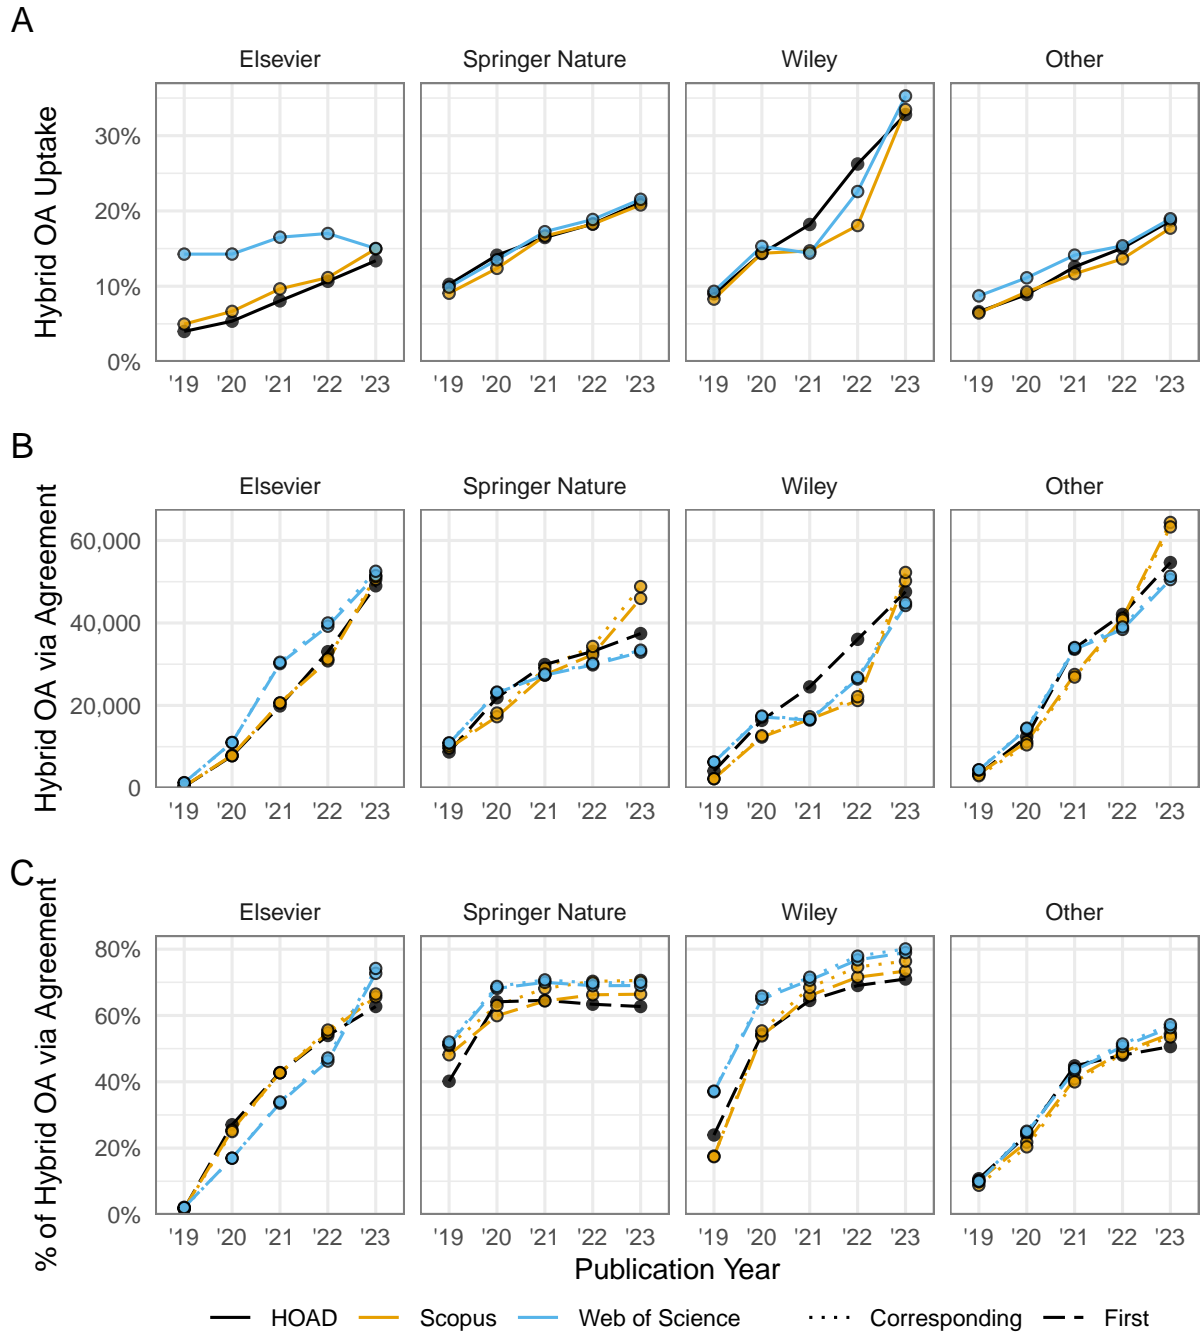 A
Elsevier Springer Nature Wiley Other
Hybrid OA Uptake
30%
20%
10%
0%
'19 '20 '21 '22 '23 '19 '20 '21 '22 '23 '19 '20 '21 '22 '23 '19 '20 '21 '22 '23
B
Elsevier Springer Nature Wiley Other
Hybrid OA via Agreement
60,000
40,000
20,000
0
'19 '20 '21 '22 '23 '19 '20 '21 '22 '23 '19 '20 '21 '22 '23 '19 '20 '21 '22 '23
C
Elsevier Springer Nature Wiley Other
% of Hybrid OA via Agreement
80%
60%
40%
20%
0%
'19 '20 '21 '22 '23 '19 '20 '21 '22 '23 '19 '20 '21 '22 '23 '19 '20 '21 '22 '23
Publication Year
HOAD Scopus Web of Science Corresponding First